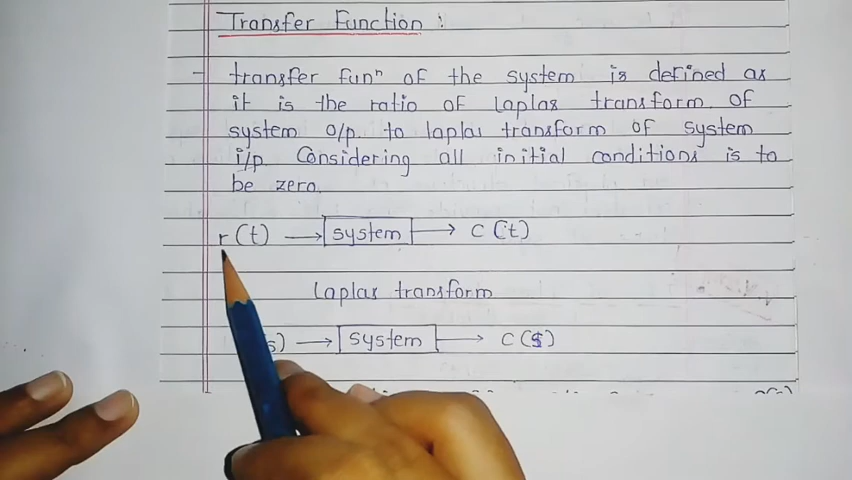 Transfer Function :
- transfer funⁿ of the system is defined as
it is the ratio of laplas transform of
system o/p. to laplas transform of system
i/p. Considering all initial conditions is to
be zero.
r(t) → system → c(t)
laplas transform
s) → system → c(s)